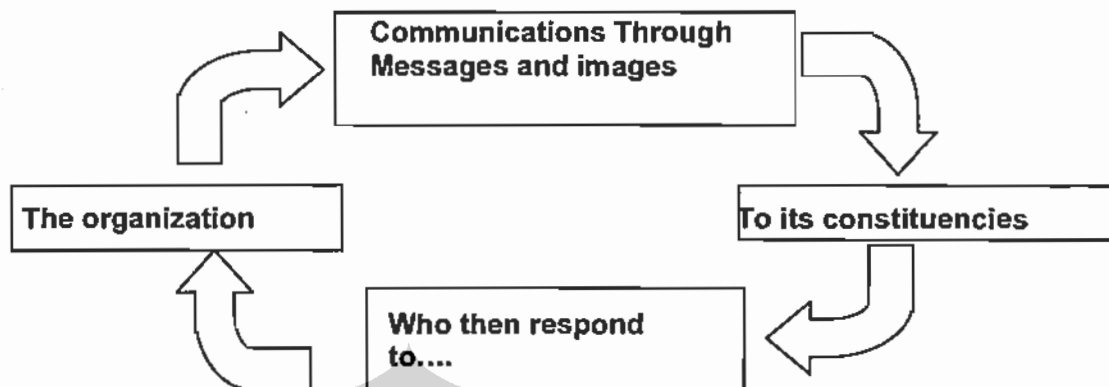 Communications Through
Messages and images
The organization
To its constituencies
Who then respond
to....